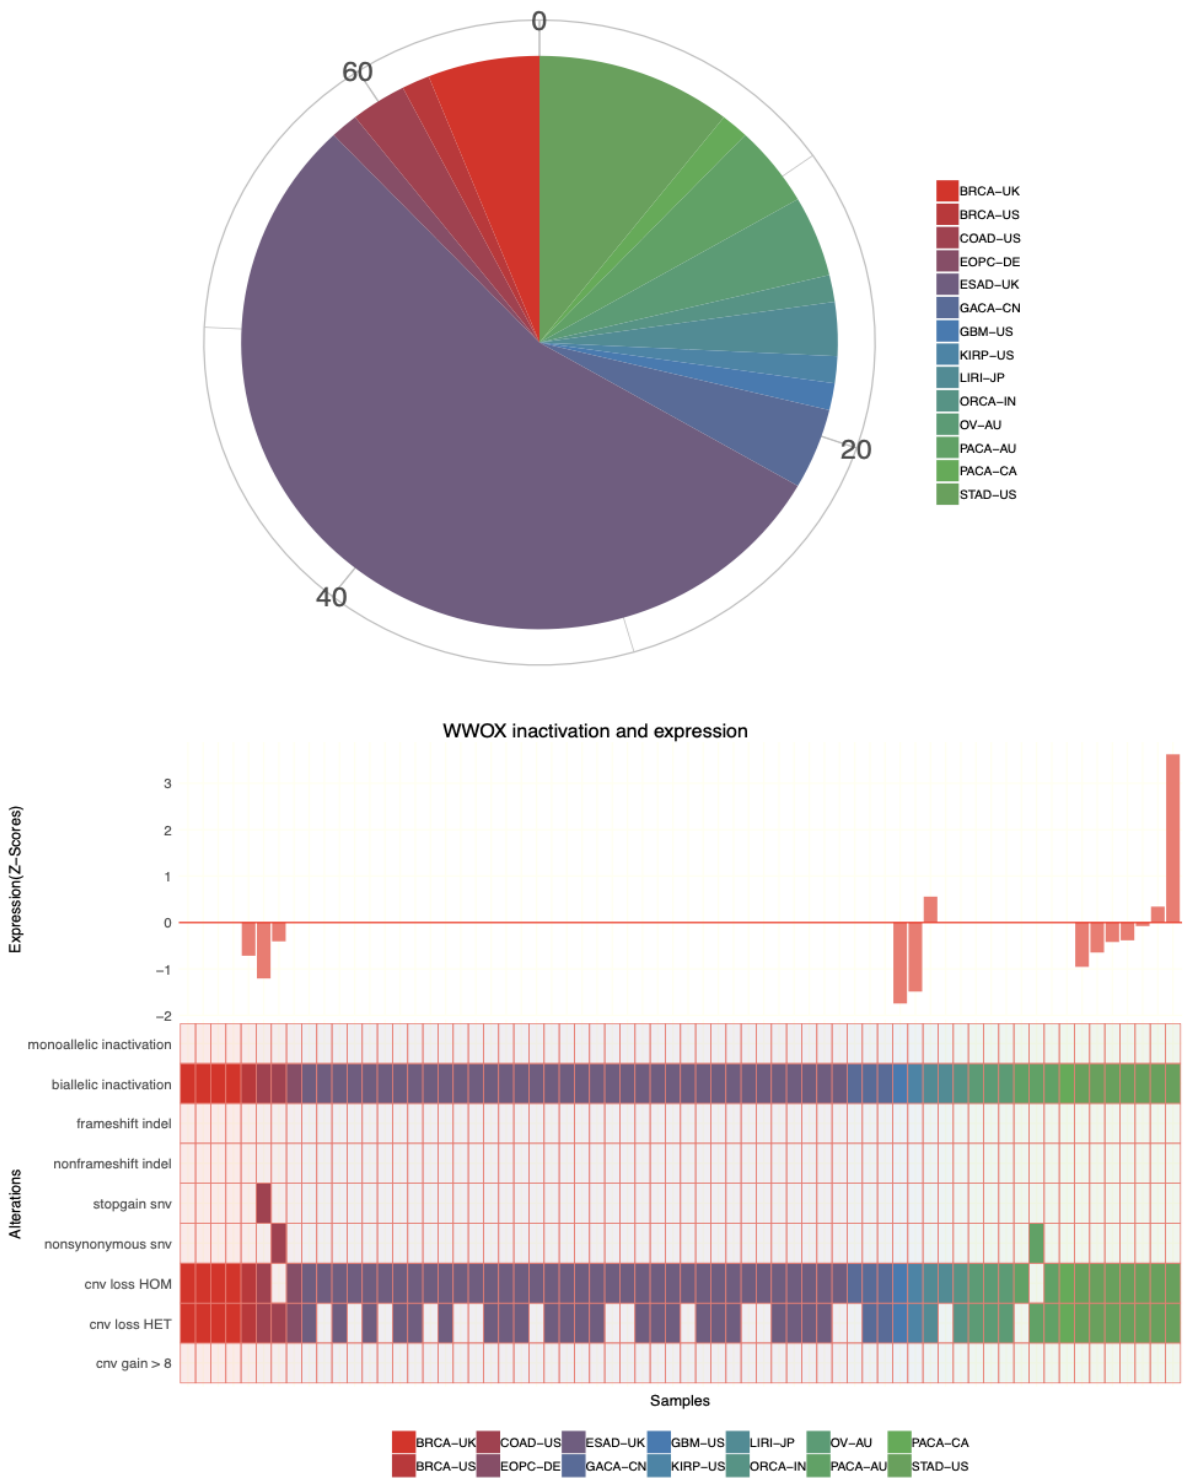 0
60
20
40
BRCA−UK
BRCA−US
COAD−US
EOPC−DE
ESAD−UK
GACA−CN
GBM−US
KIRP−US
LIRI−JP
ORCA−IN
OV−AU
PACA−AU
PACA−CA
STAD−US
WWOX inactivation and expression
Expression(Z−Scores)
3
2
1
0
−1
−2
Alterations
monoallelic inactivation
biallelic inactivation
frameshift indel
nonframeshift indel
stopgain snv
nonsynonymous snv
cnv loss HOM
cnv loss HET
cnv gain > 8
Samples
BRCA−UK COAD−US ESAD−UK GBM−US LIRI−JP OV−AU PACA−CA
BRCA−US EOPC−DE GACA−CN KIRP−US ORCA−IN PACA−AU STAD−US